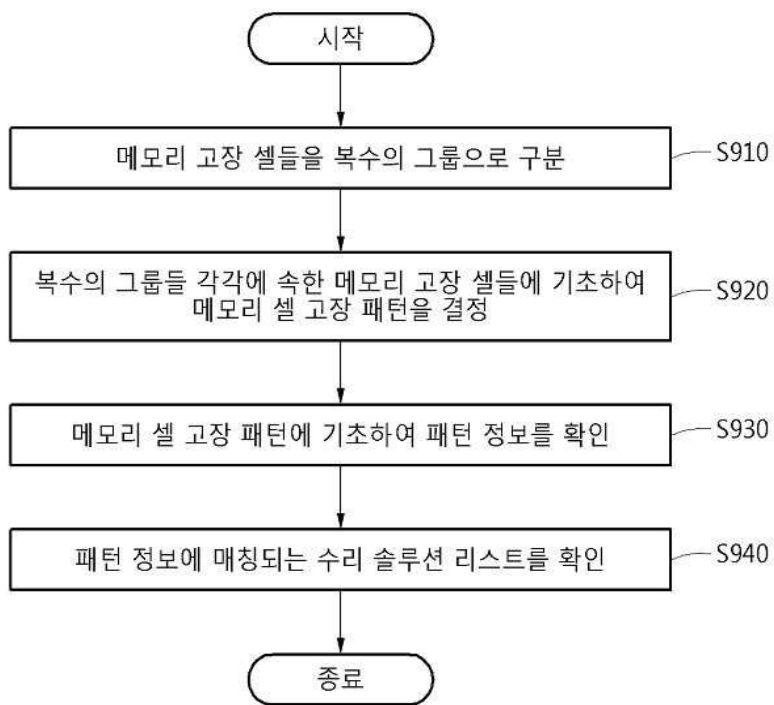 시작
메모리 고장 셀들을 복수의 그룹으로 구분
S910
복수의 그룹들 각각에 속한 메모리 고장 셀들에 기초하여
메모리 셀 고장 패턴을 결정
S920
메모리 셀 고장 패턴에 기초하여 패턴 정보를 확인
S930
패턴 정보에 매칭되는 수리 솔루션 리스트를 확인
S940
종료